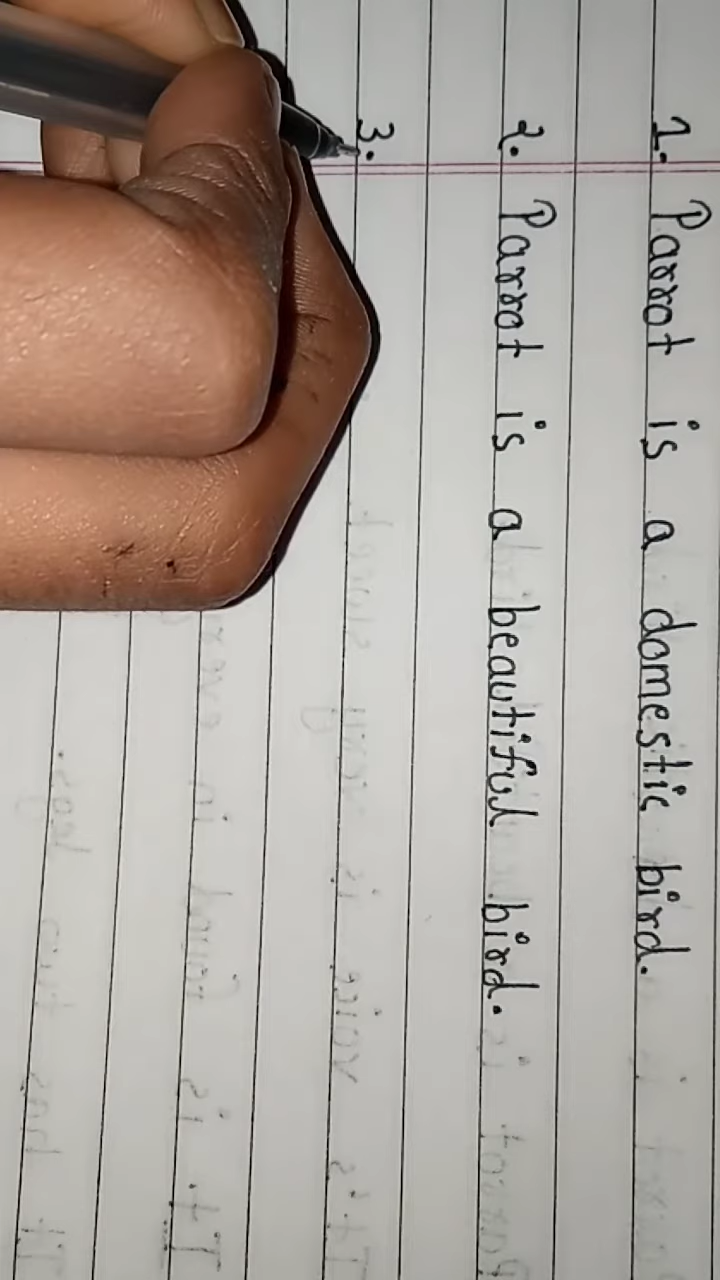 1. Parrot is a domestic bird.
2. Parrot is a beautiful bird.
3.